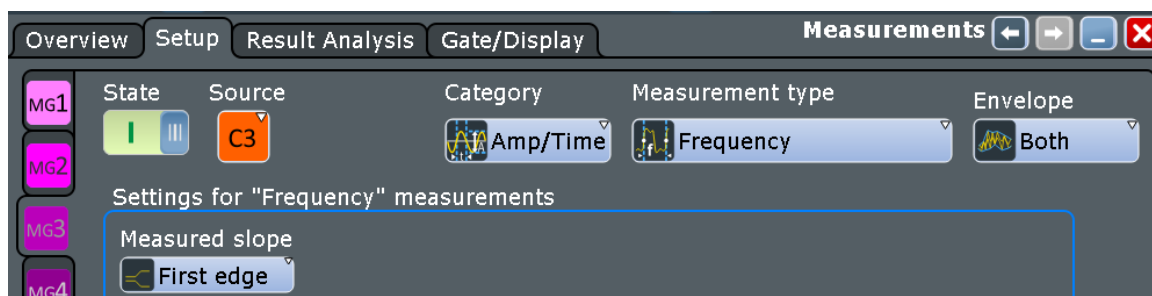 Overview Setup Result Analysis Gate/Display Measurements
MG1
MG2
MG3
MG4
State Source Category Measurement type Envelope
I C3 Amp/Time Frequency Both
Settings for "Frequency" measurements
Measured slope
First edge